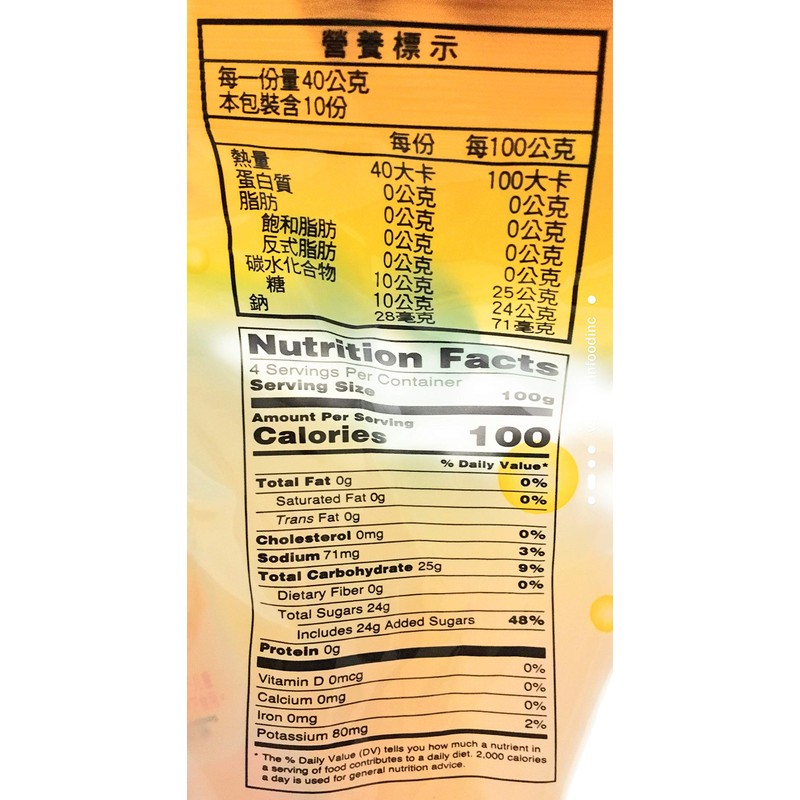 營養標示
每一份量40公克
本包裝含10份
每份 每100公克
熱量 40大卡 100大卡
蛋白質 0公克 0公克
脂肪 0公克 0公克
飽和脂肪 0公克 0公克
反式脂肪 0公克 0公克
碳水化合物 10公克 25公克
糖 10公克 24公克
鈉 28毫克 71毫克
Nutrition Facts
4 Servings Per Container
Serving Size 100g
Amount Per Serving
Calories 100
% Daily Value*
Total Fat 0g 0%
Saturated Fat 0g 0%
Trans Fat 0g
Cholesterol 0mg 0%
Sodium 71mg 3%
Total Carbohydrate 25g 9%
Dietary Fiber 0g 0%
Total Sugars 24g
Includes 24g Added Sugars 48%
Protein 0g
Vitamin D 0mcg 0%
Calcium 0mg 0%
Iron 0mg 0%
Potassium 80mg 2%
* The % Daily Value (DV) tells you how much a nutrient in
a serving of food contributes to a daily diet. 2,000 calories
a day is used for general nutrition advice.